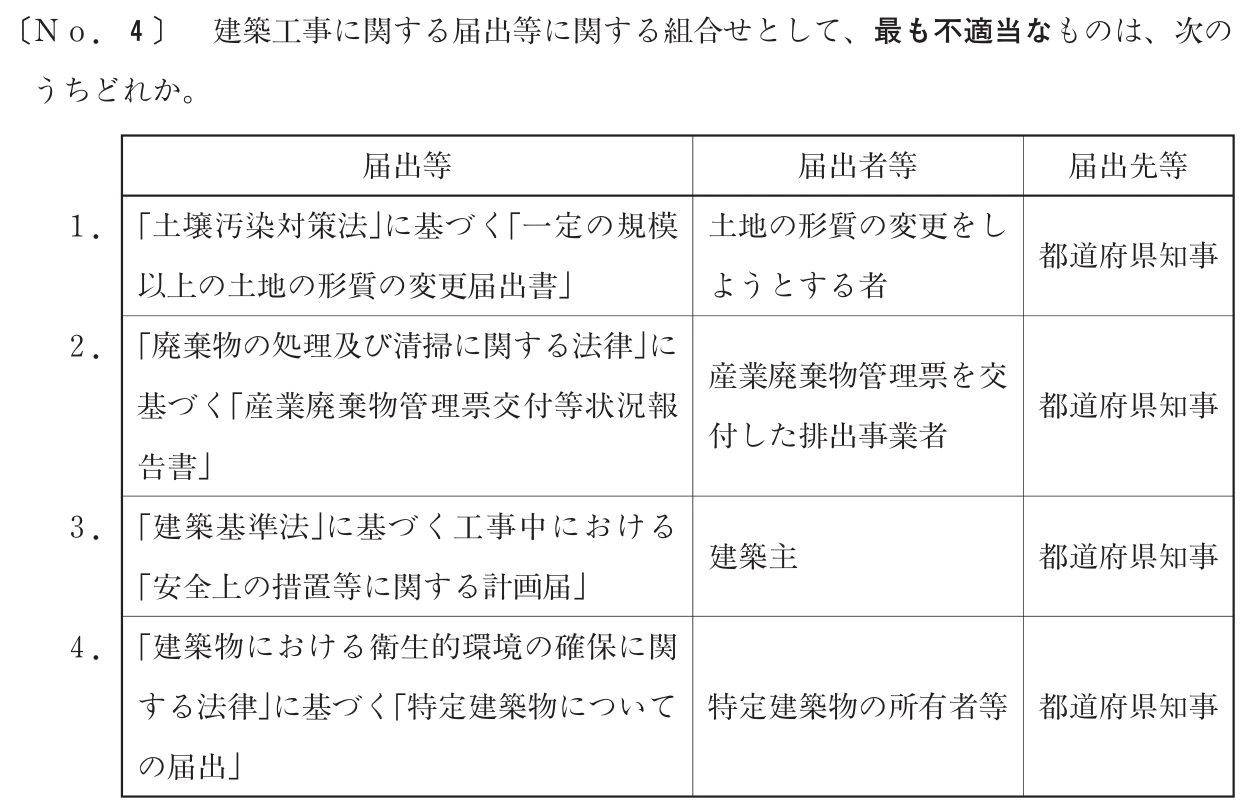 〔Ｎｏ．４〕　建築工事に関する届出等に関する組合せとして、最も不適当なものは、次の
うちどれか。
届出等　届出者等　届出先等
１．「土壌汚染対策法」に基づく「一定の規模
以上の土地の形質の変更届出書」
土地の形質の変更をし
ようとする者
都道府県知事
２．「廃棄物の処理及び清掃に関する法律」に
基づく「産業廃棄物管理票交付等状況報
告書」
産業廃棄物管理票を交
付した排出事業者
都道府県知事
３．「建築基準法」に基づく工事中における
「安全上の措置等に関する計画届」
建築主
都道府県知事
４．「建築物における衛生的環境の確保に関
する法律」に基づく「特定建築物について
の届出」
特定建築物の所有者等
都道府県知事